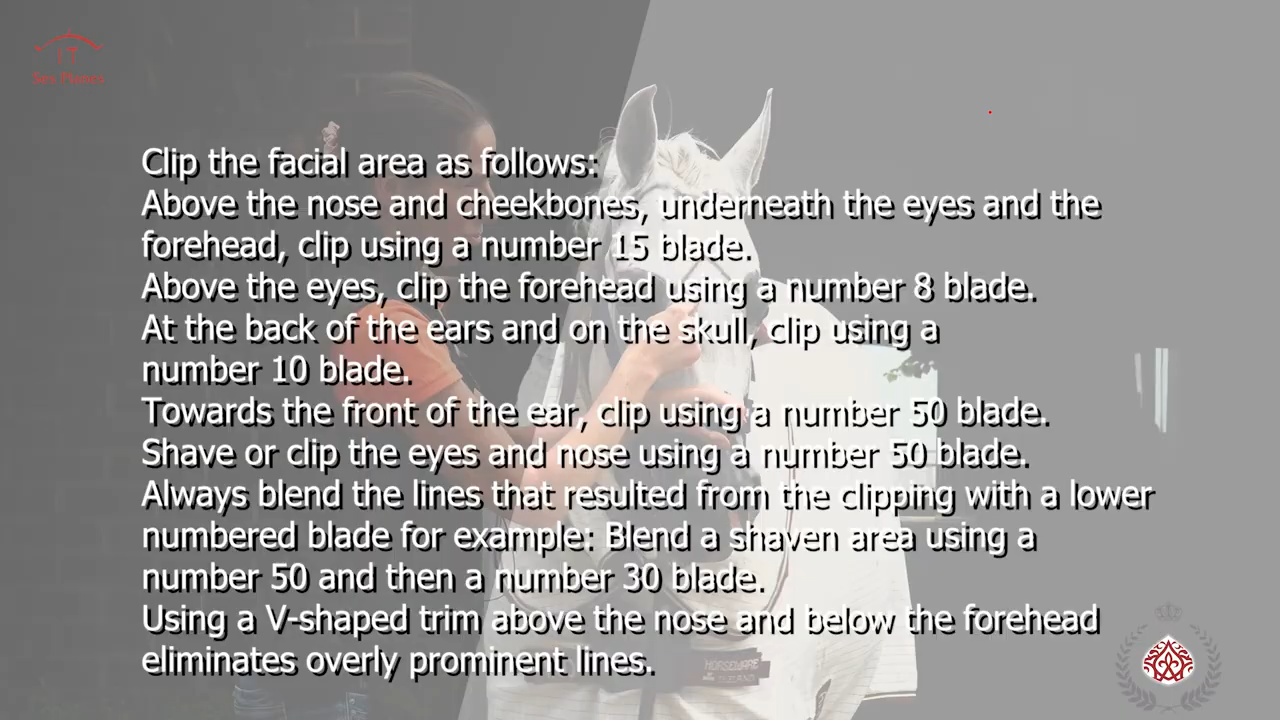 Clip the facial area as follows:
Above the nose and cheekbones, underneath the eyes and the
forehead, clip using a number 15 blade.
Above the eyes, clip the forehead using a number 8 blade.
At the back of the ears and on the skull, clip using a
number 10 blade.
Towards the front of the ear, clip using a number 50 blade.
Shave or clip the eyes and nose using a number 50 blade.
Always blend the lines that resulted from the clipping with a lower
numbered blade for example: Blend a shaven area using a
number 50 and then a number 30 blade.
Using a V-shaped trim above the nose and below the forehead
eliminates overly prominent lines.
HORSEWARE